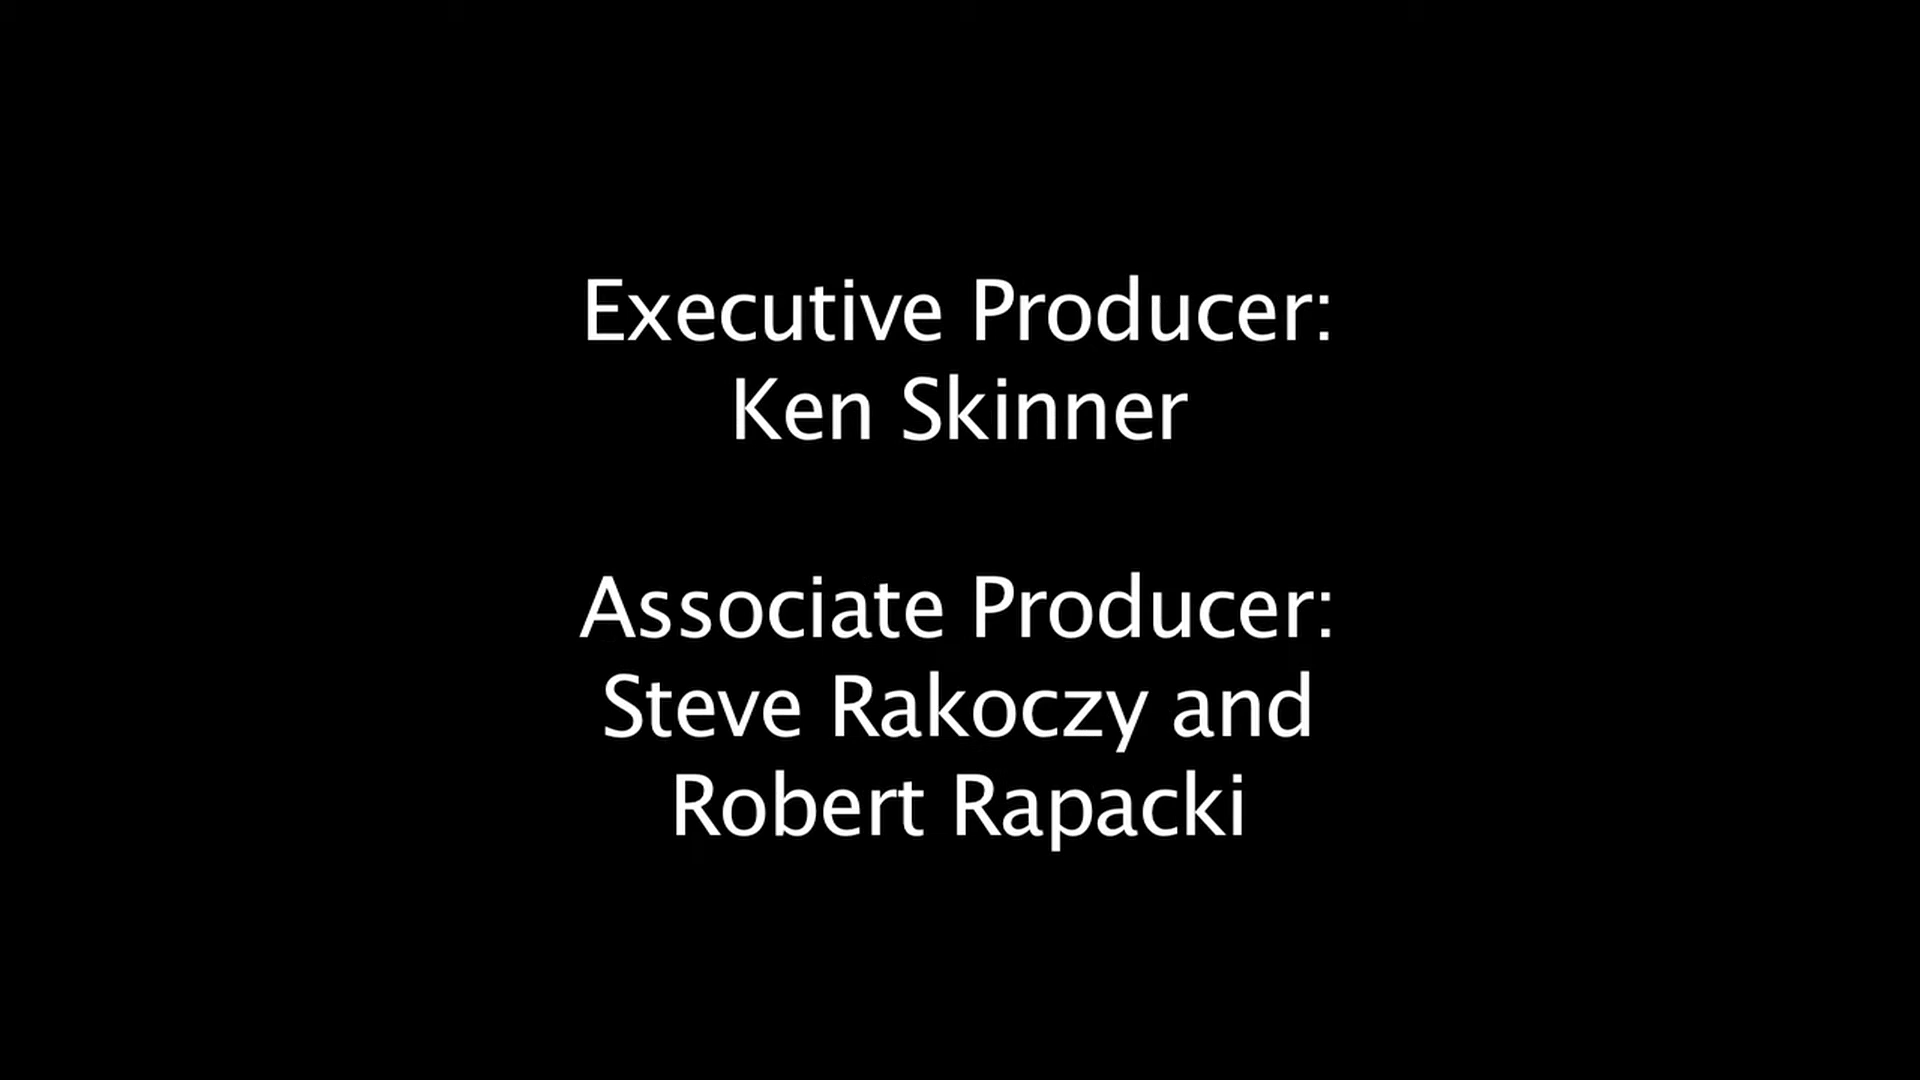 Executive Producer:
Ken Skinner
Associate Producer:
Steve Rakoczy and
Robert Rapacki